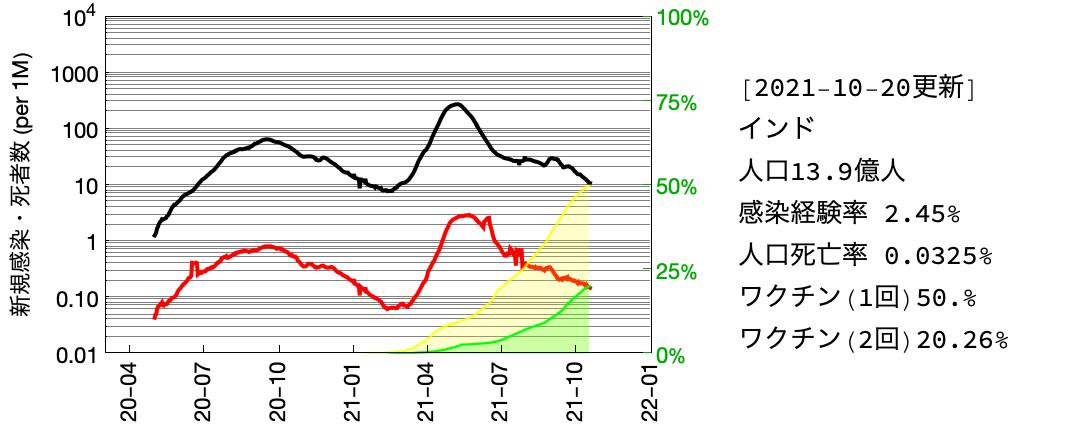 新規感染・死者数 (per 1M)
10^4
1000
100
10
1
0.10
0.01
100%
75%
50%
25%
0%
20-04
20-07
20-10
21-01
21-04
21-07
21-10
22-01
[2021-10-20更新]
インド
人口13.9億人
感染経験率 2.45%
人口死亡率 0.0325%
ワクチン(1回)50.%
ワクチン(2回)20.26%